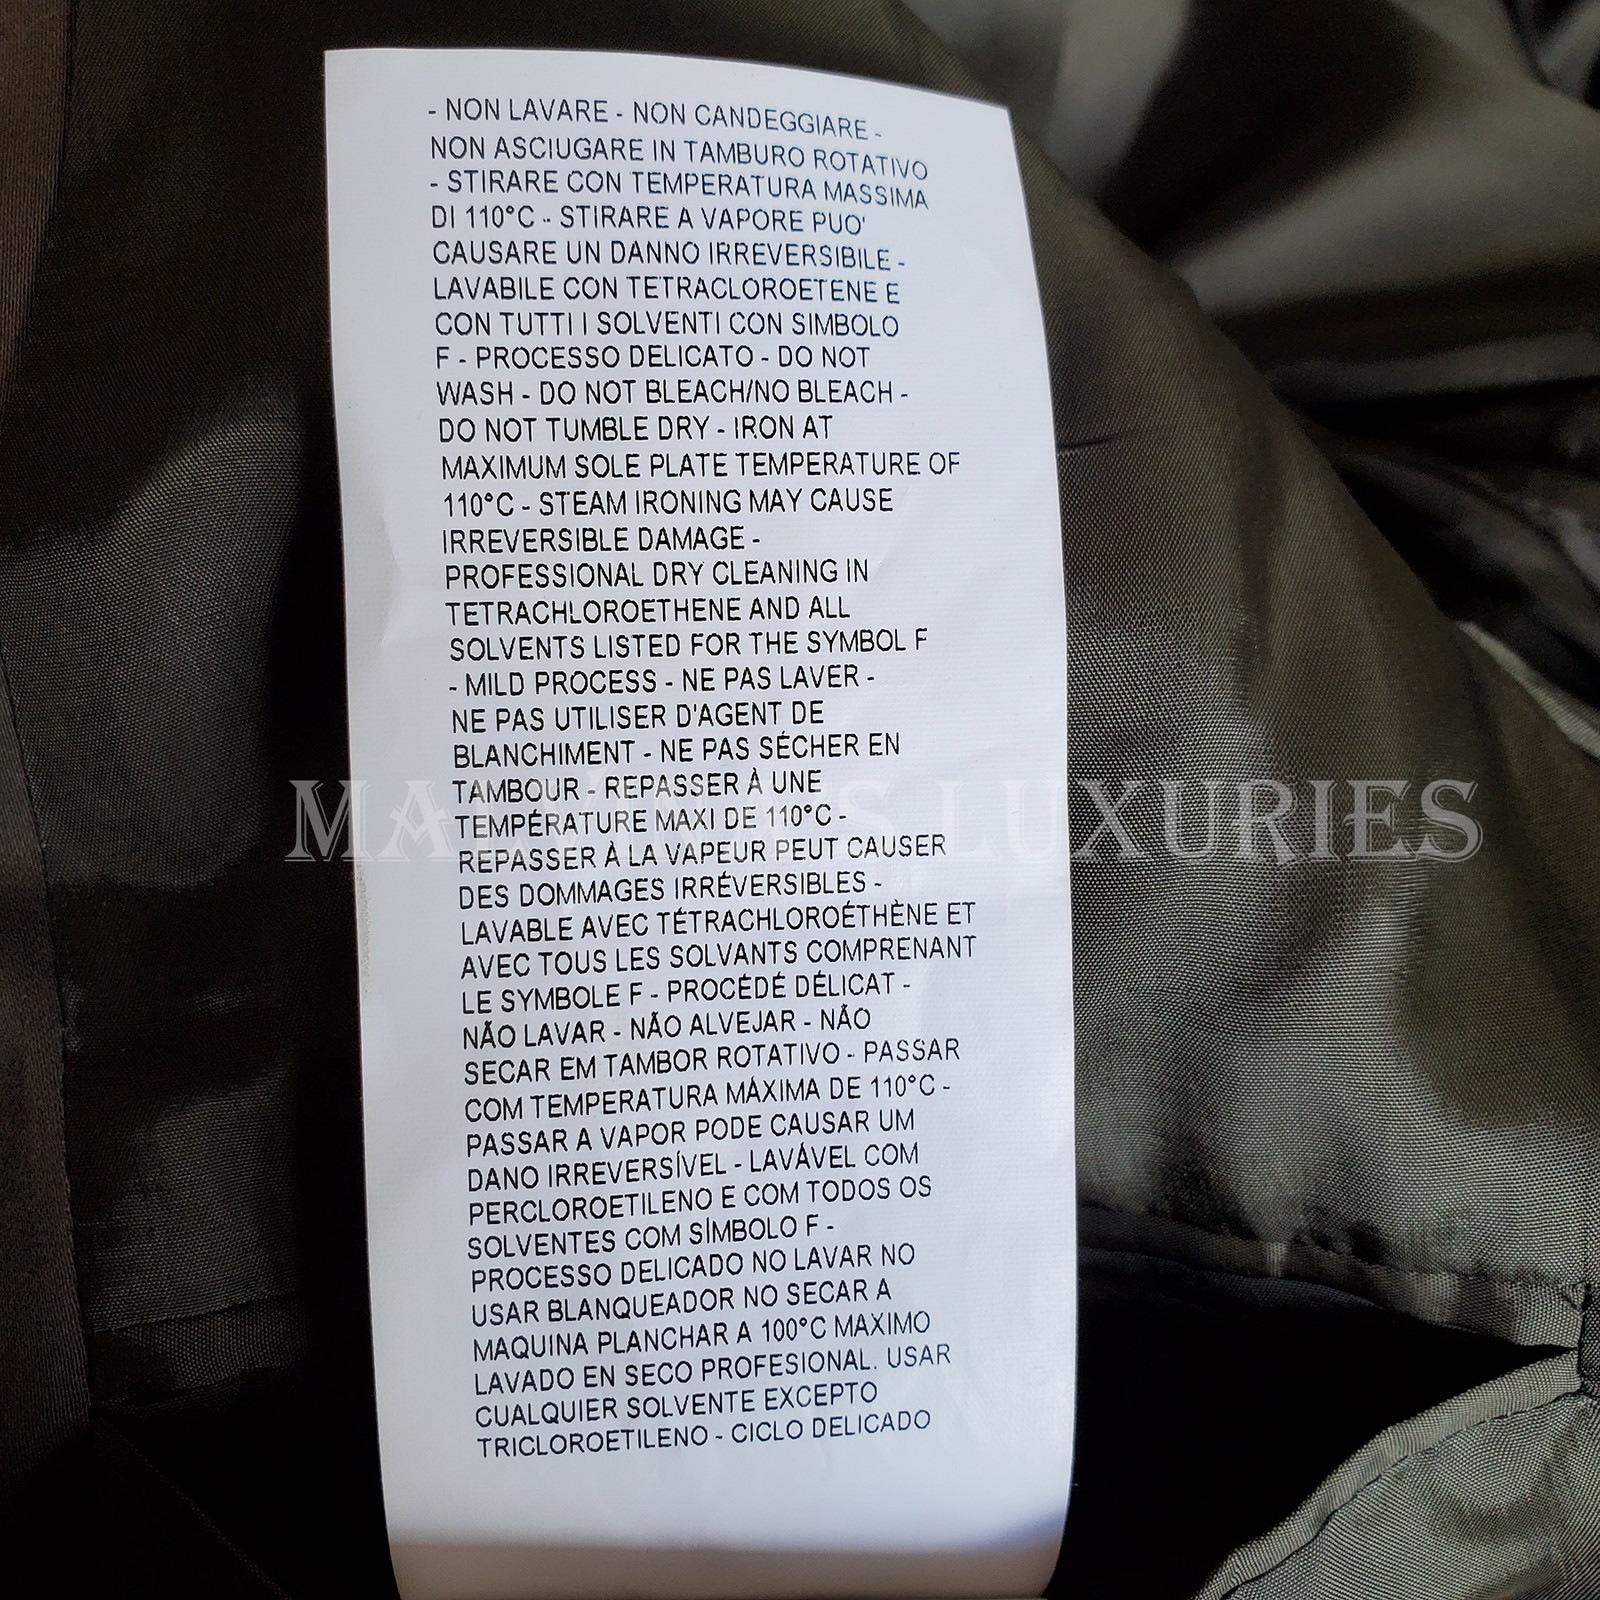 - NON LAVARE - NON CANDEGGIARE -
NON ASCIUGARE IN TAMBURO ROTATIVO
- STIRARE CON TEMPERATURA MASSIMA
DI 110°C - STIRARE A VAPORE PUO'
CAUSARE UN DANNO IRREVERSIBILE -
LAVABILE CON TETRACLOROETENE E
CON TUTTI I SOLVENTI CON SIMBOLO
F - PROCESSO DELICATO - DO NOT
WASH - DO NOT BLEACH/NO BLEACH -
DO NOT TUMBLE DRY - IRON AT
MAXIMUM SOLE PLATE TEMPERATURE OF
110°C - STEAM IRONING MAY CAUSE
IRREVERSIBLE DAMAGE -
PROFESSIONAL DRY CLEANING IN
TETRACHLOROETHENE AND ALL
SOLVENTS LISTED FOR THE SYMBOL F
- MILD PROCESS - NE PAS LAVER -
NE PAS UTILISER D'AGENT DE
BLANCHIMENT - NE PAS SÉCHER EN
TAMBOUR - REPASSER À UNE
TEMPÉRATURE MAXI DE 110°C -
REPASSER À LA VAPEUR PEUT CAUSER
DES DOMMAGES IRRÉVERSIBLES -
LAVABLE AVEC TÉTRACHLOROÉTHÈNE ET
AVEC TOUS LES SOLVANTS COMPRENANT
LE SYMBOLE F - PROCÉDÉ DÉLICAT -
NÃO LAVAR - NÃO ALVEJAR - NÃO
SECAR EM TAMBOR ROTATIVO - PASSAR
COM TEMPERATURA MÁXIMA DE 110°C -
PASSAR A VAPOR PODE CAUSAR UM
DANO IRREVERSÍVEL - LAVÁVEL COM
PERCLOROETILENO E COM TODOS OS
SOLVENTES COM SÍMBOLO F -
PROCESSO DELICADO NO LAVAR NO
USAR BLANQUEADOR NO SECAR A
MAQUINA PLANCHAR A 100°C MAXIMO
LAVADO EN SECO PROFESIONAL. USAR
CUALQUIER SOLVENTE EXCEPTO
TRICLOROETILENO - CICLO DELICADO
LUXURIES